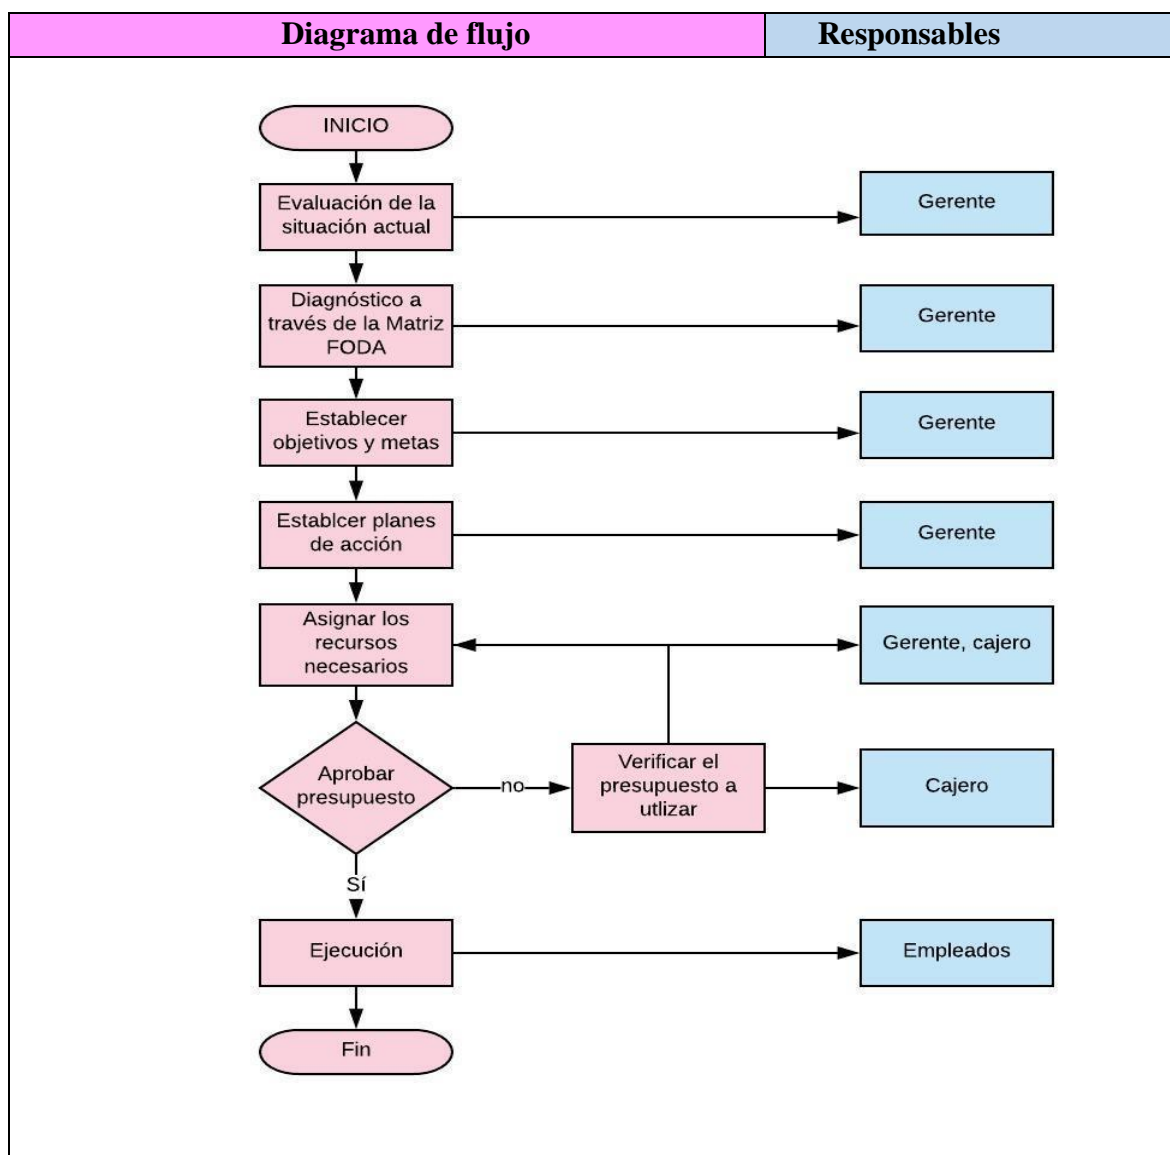 Diagrama de flujo
Responsables
INICIO
Evaluación de la
situación actual
Gerente
Diagnóstico a
través de la Matriz
FODA
Gerente
Establecer
objetivos y metas
Gerente
Establcer planes
de acción
Gerente
Asignar los
recursos
necesarios
Gerente, cajero
Aprobar
presupuesto
no
Verificar el
presupuesto a
utlizar
Cajero
Sí
Ejecución
Empleados
Fin